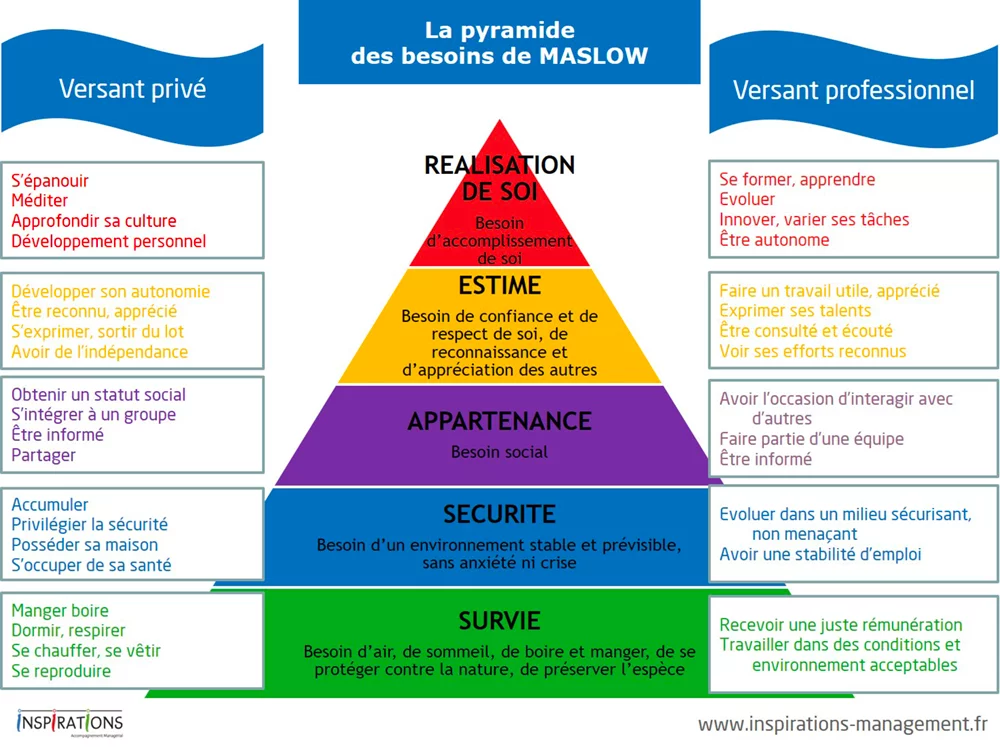 La pyramide
des besoins de MASLOW
Versant privé
Versant professionnel
S'épanouir
Méditer
Approfondir sa culture
Développement personnel
REALISATION
DE SOI
Besoin
d'accomplissement
de soi
Se former, apprendre
Evoluer
Innover, varier ses tâches
Être autonome
Développer son autonomie
Être reconnu, apprécié
S'exprimer, sortir du lot
Avoir de l'indépendance
ESTIME
Besoin de confiance et de
respect de soi, de
reconnaissance et
d'appréciation des autres
Faire un travail utile, apprécié
Exprimer ses talents
Être consulté et écouté
Voir ses efforts reconnus
Obtenir un statut social
S'intégrer à un groupe
Être informé
Partager
APPARTENANCE
Besoin social
Avoir l'occasion d'interagir avec
d'autres
Faire partie d'une équipe
Être informé
Accumuler
Privilégier la sécurité
Posséder sa maison
S'occuper de sa santé
SECURITE
Besoin d'un environnement stable et prévisible,
sans anxiété ni crise
Evoluer dans un milieu sécurisant,
non menaçant
Avoir une stabilité d'emploi
Manger boire
Dormir, respirer
Se chauffer, se vêtir
Se reproduire
SURVIE
Besoin d'air, de sommeil, de boire et manger, de se
protéger contre la nature, de préserver l'espèce
Recevoir une juste rémunération
Travailler dans des conditions et
environnement acceptables
INSPIRATIONS
Accompagnement Managérial
www.inspirations-management.fr